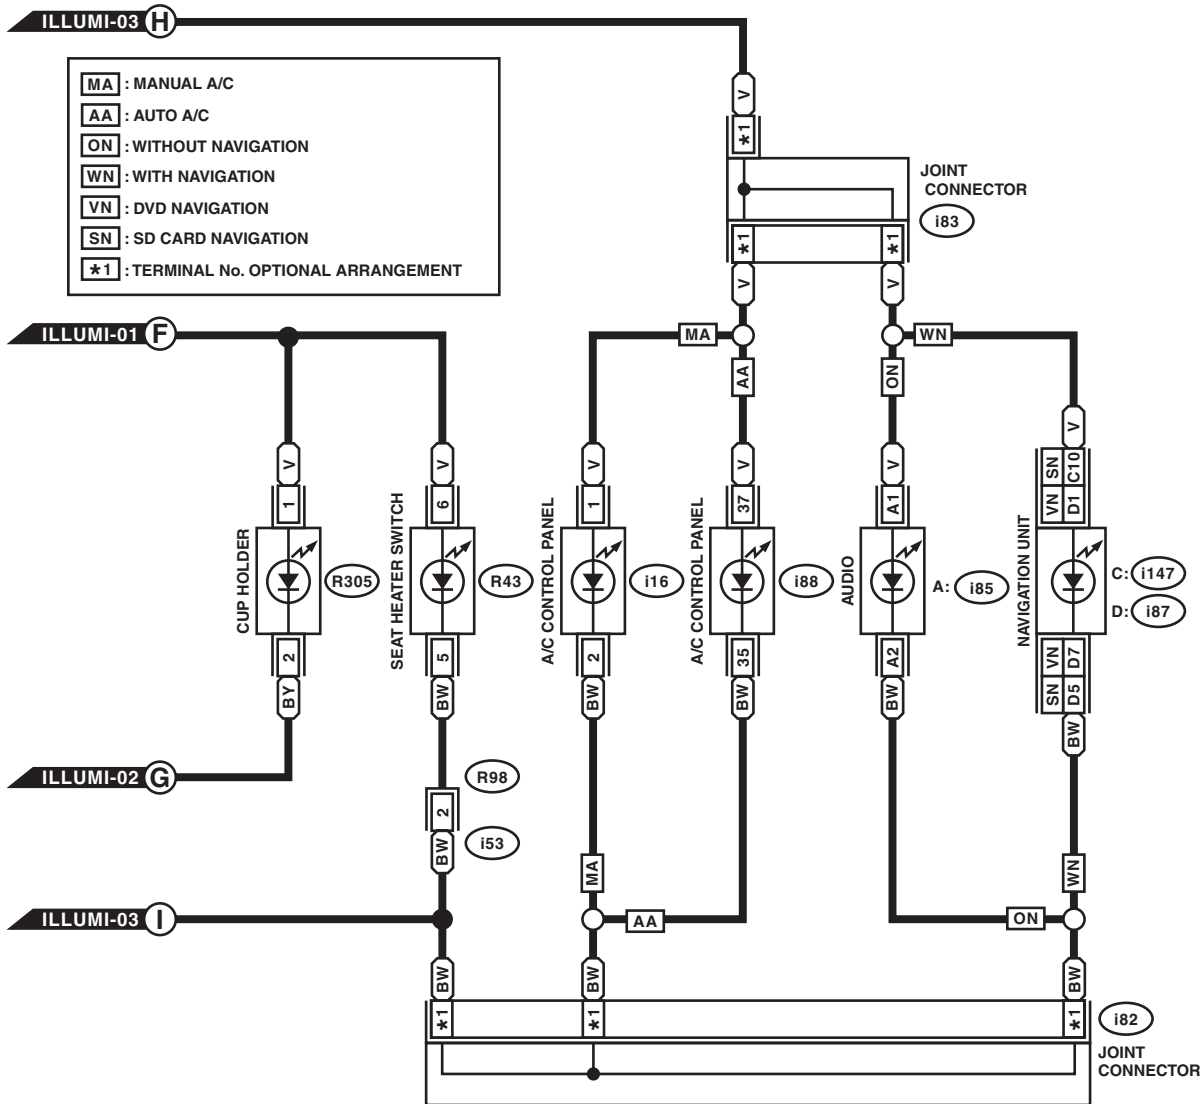 ILLUMI-03 H
MA : MANUAL A/C
AA : AUTO A/C
ON : WITHOUT NAVIGATION
WN : WITH NAVIGATION
VN : DVD NAVIGATION
SN : SD CARD NAVIGATION
*1 : TERMINAL No. OPTIONAL ARRANGEMENT
V
*1
JOINT
CONNECTOR
i83
*1 *1
V V
ILLUMI-01 F
MA
WN
AA
ON
V V V V V V
SN C10
VN D1
1 6 1 37 A1
CUP HOLDER
R305
SEAT HEATER SWITCH
R43
A/C CONTROL PANEL
i16
A/C CONTROL PANEL
i88
AUDIO
A: i85
NAVIGATION UNIT
C: i147
D: i87
2 5 2 35 A2
VN D7
SN D5
BY BW BW BW BW BW
ILLUMI-02 G
R98
2
BW
i53
MA
WN
ILLUMI-03 I
AA
ON
BW BW BW
*1 *1 *1
i82
JOINT
CONNECTOR